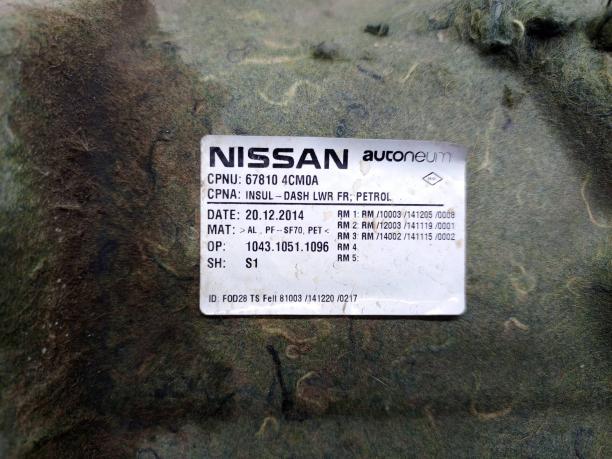 NISSAN autoneum
CPNU: 67810 4CM0A
CPNA: INSUL-DASH LWR FR; PETROL
DATE: 20.12.2014
RM 1: RM /10003 /141205 /0008
MAT: >AL , PF-SF70, PET<
RM 2: RM /12003 /141119 /0001
RM 3: RM /14002 /141115 /0002
OP: 1043.1051.1096
RM 4:
SH: S1
RM 5:
ID: FOD28 TS Fell 81003 /141220 /0217